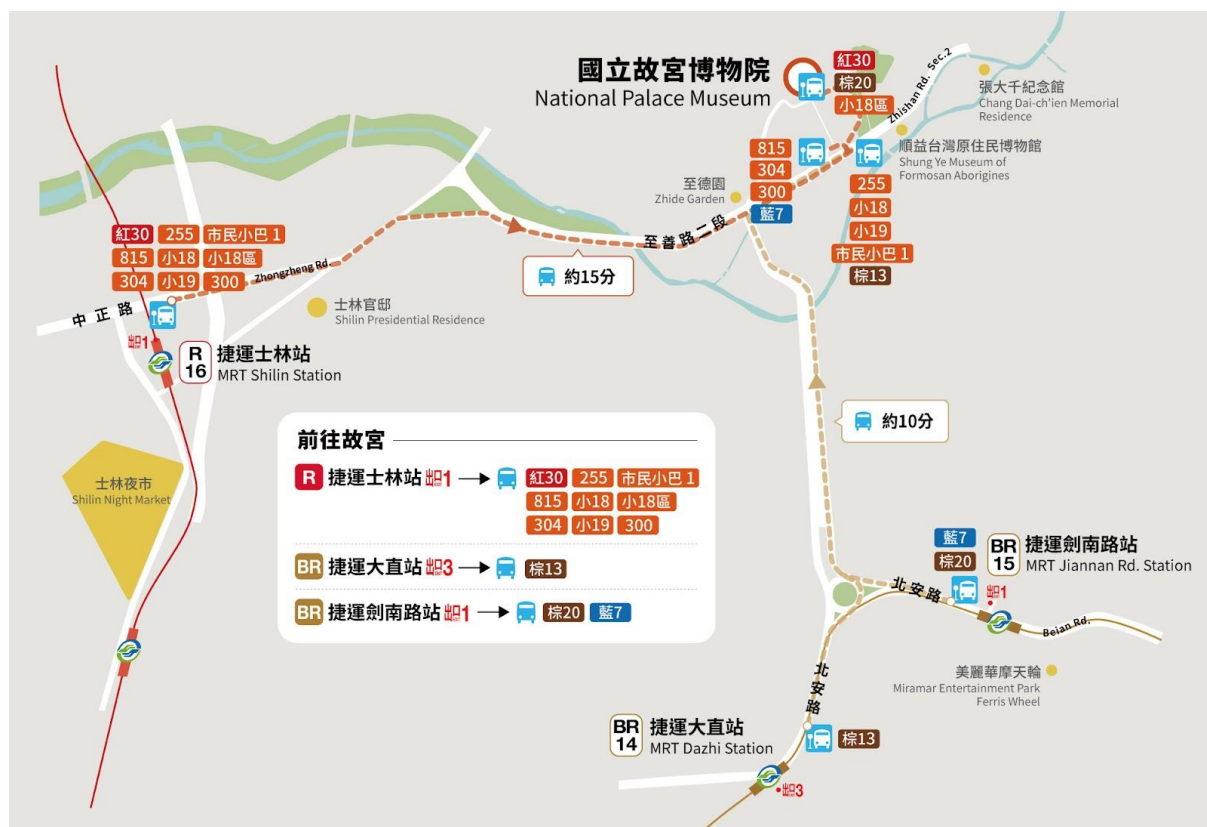 國立故宮博物院
National Palace Museum
紅30
棕20
小18區
Zhishan Rd. Sec.2
張大千紀念館
Chang Dai-ch'ien Memorial
Residence
順益台灣原住民博物館
Shung Ye Museum of
Formosan Aborigines
815
304
300
藍7
255
小18
小19
市民小巴 1
棕13
至德園
Zhide Garden
至善路二段
約15分
紅30 255 市民小巴 1
815 小18 小18區
304 小19 300
Zhongzheng Rd.
中正路
士林官邸
Shilin Presidential Residence
出口1
R
16
捷運士林站
MRT Shilin Station
約10分
士林夜市
Shilin Night Market
前往故宮
R 捷運士林站 出口1 紅30 255 市民小巴 1
815 小18 小18區
304 小19 300
BR 捷運大直站 出口3 棕13
BR 捷運劍南路站 出口1 棕20 藍7
藍7
棕20
BR
15
捷運劍南路站
MRT Jiannan Rd. Station
出口1
北安路
Beian Rd.
美麗華摩天輪
Miramar Entertainment Park
Ferris Wheel
北安路
BR
14
捷運大直站
MRT Dazhi Station
棕13
出口3